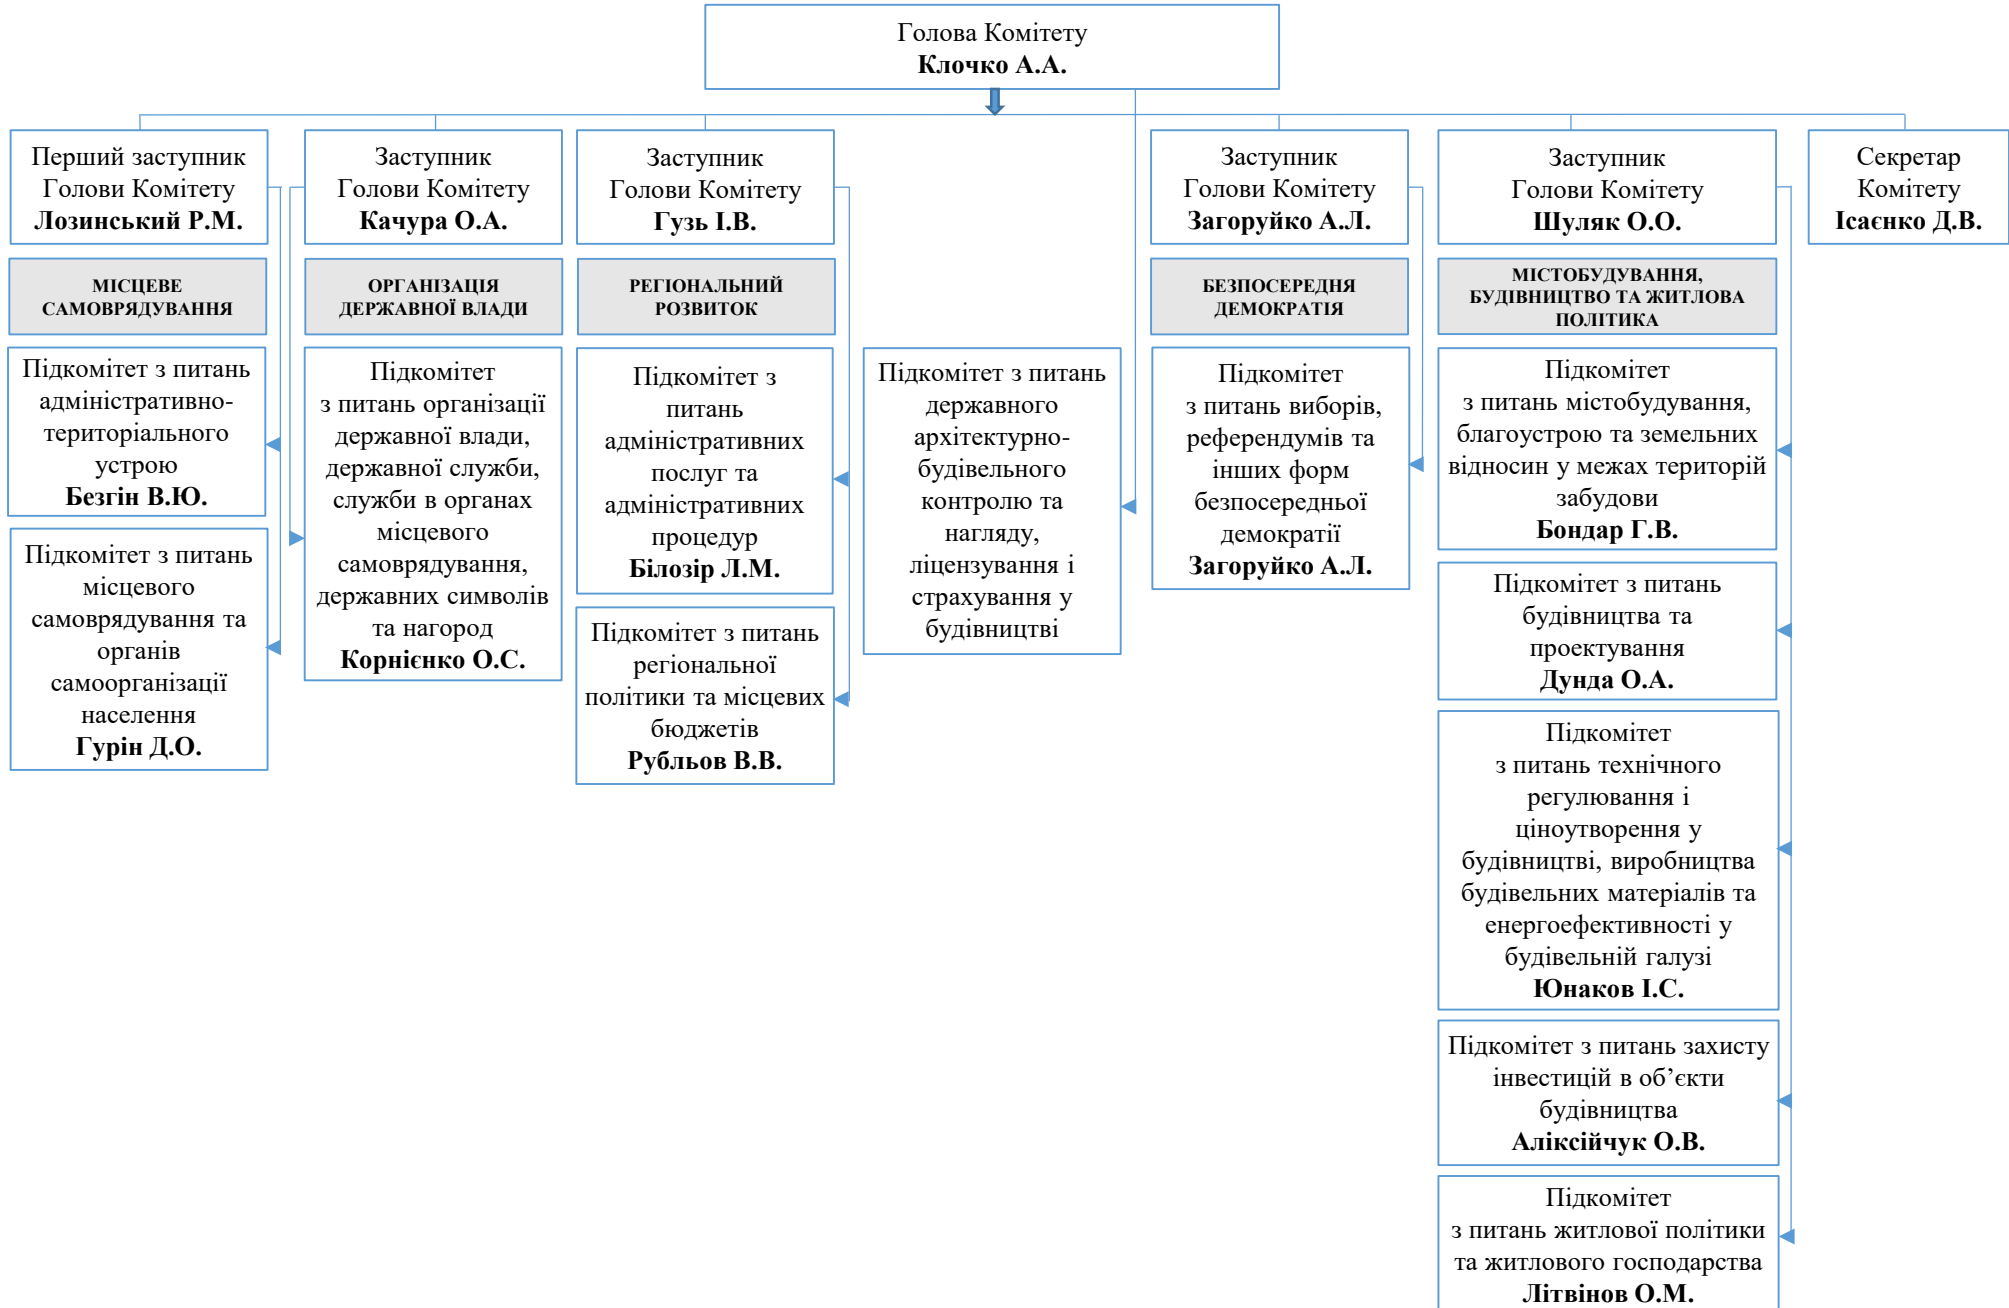 Голова Комітету
Клочко А.А.
Перший заступник
Голови Комітету
Лозинський Р.М.
Заступник
Голови Комітету
Качура О.А.
Заступник
Голови Комітету
Гузь І.В.
Заступник
Голови Комітету
Загоруйко А.Л.
Заступник
Голови Комітету
Шуляк О.О.
Секретар
Комітету
Ісаєнко Д.В.
МІСЦЕВЕ
САМОВРЯДУВАННЯ
ОРГАНІЗАЦІЯ
ДЕРЖАВНОЇ ВЛАДИ
РЕГІОНАЛЬНИЙ
РОЗВИТОК
БЕЗПОСЕРЕДНЯ
ДЕМОКРАТІЯ
МІСТОБУДУВАННЯ,
БУДІВНИЦТВО ТА ЖИТЛОВА
ПОЛІТИКА
Підкомітет з питань
адміністративно-
територіального
устрою
Безгін В.Ю.
Підкомітет з питань
місцевого
самоврядування та
органів
самоорганізації
населення
Гурін Д.О.
Підкомітет
з питань організації
державної влади,
державної служби,
служби в органах
місцевого
самоврядування,
державних символів
та нагород
Корнієнко О.С.
Підкомітет з
питань
адміністративних
послуг та
адміністративних
процедур
Білозір Л.М.
Підкомітет з питань
регіональної
політики та місцевих
бюджетів
Рубльов В.В.
Підкомітет з питань
державного
архітектурно-
будівельного
контролю та
нагляду,
ліцензування і
страхування у
будівництві
Підкомітет
з питань виборів,
референдумів та
інших форм
безпосередньої
демократії
Загоруйко А.Л.
Підкомітет
з питань містобудування,
благоустрою та земельних
відносин у межах територій
забудови
Бондар Г.В.
Підкомітет з питань
будівництва та
проектування
Дунда О.А.
Підкомітет
з питань технічного
регулювання і
ціноутворення у
будівництві, виробництва
будівельних матеріалів та
енергоефективності у
будівельній галузі
Юнаков І.С.
Підкомітет з питань захисту
інвестицій в об’єкти
будівництва
Аліксійчук О.В.
Підкомітет
з питань житлової політики
та житлового господарства
Літвінов О.М.